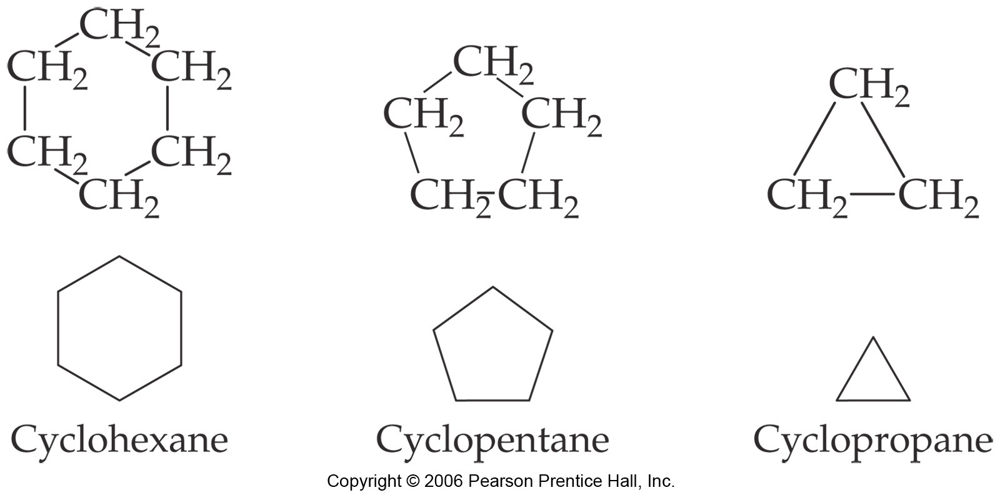 CH2
CH2 CH2
CH2 CH2
CH2
CH2
CH2 CH2
CH2-CH2
CH2
CH2—CH2
Cyclohexane
Cyclopentane
Cyclopropane
Copyright © 2006 Pearson Prentice Hall, Inc.